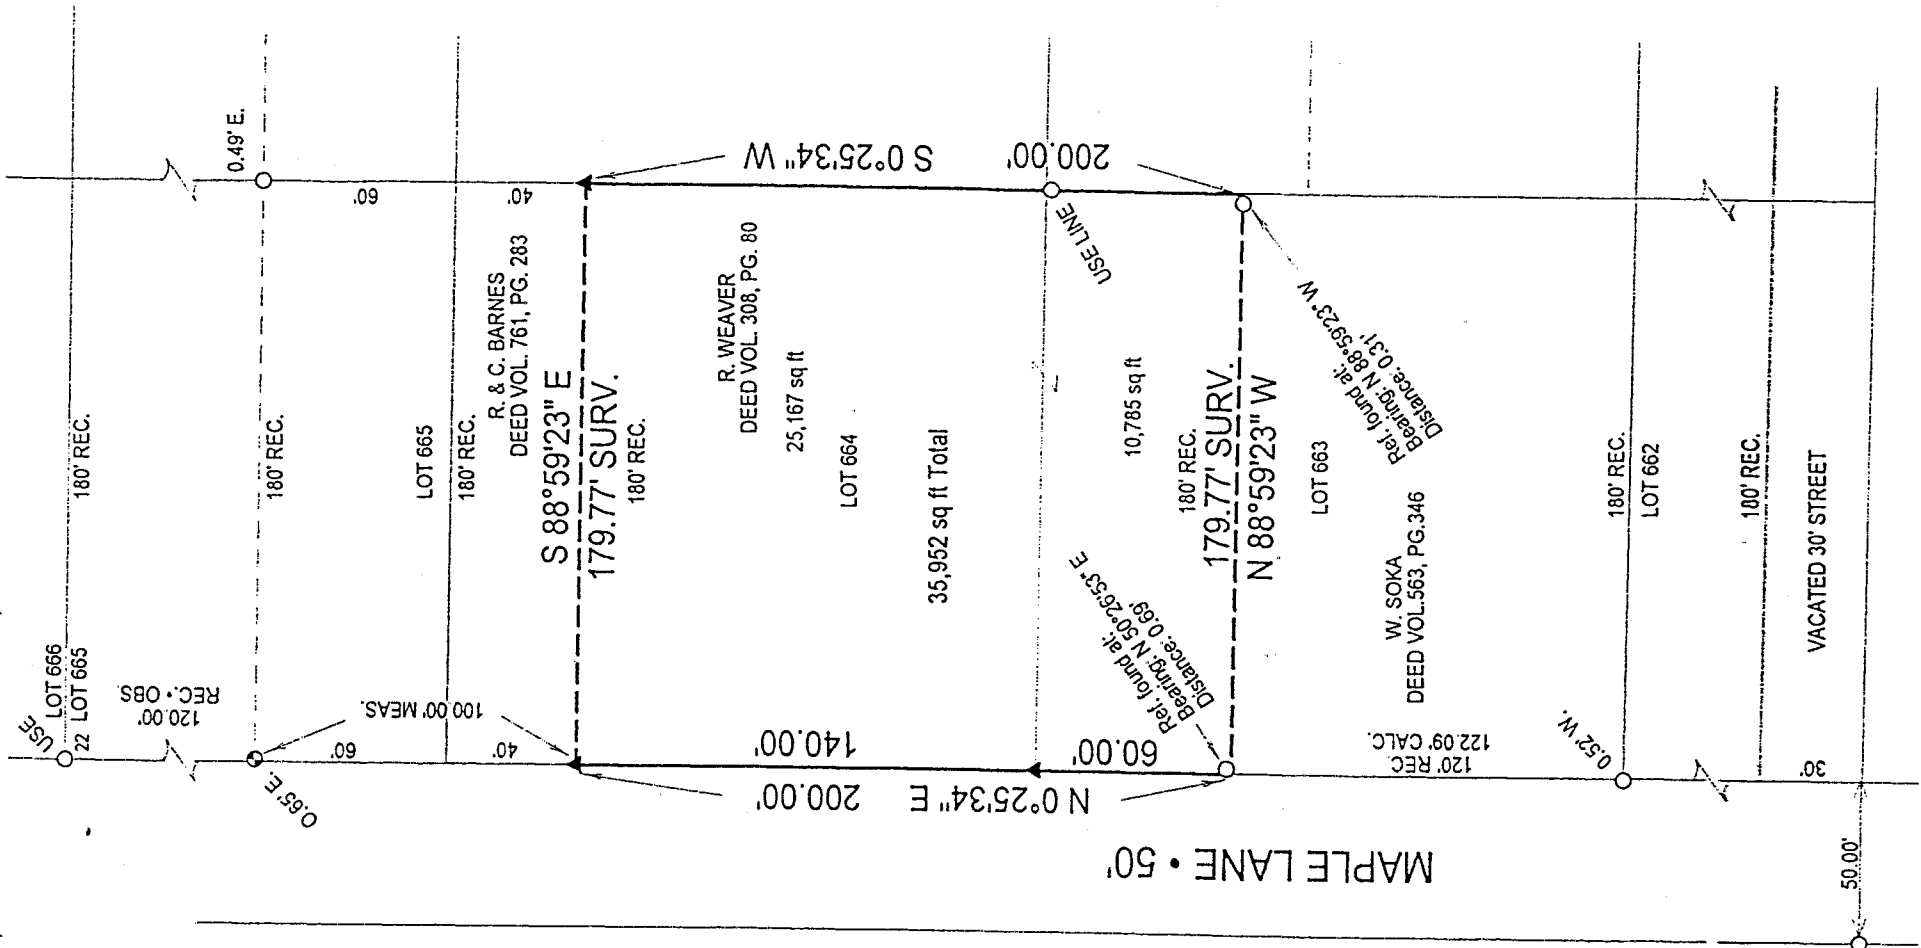 0.49' E.
60'
40'
S 0°25'34" W
200.00'
180' REC.
180' REC.
LOT 665
180' REC.
R. & C. BARNES
DEED VOL. 761, PG. 283
S 88°59'23" E
179.77' SURV.
180' REC.
R. WEAVER
DEED VOL. 308, PG. 80
25,167 sq ft
LOT 664
35,952 sq ft Total
USE LINE
10,785 sq ft
180' REC.
179.77' SURV.
N 88°59'23" W
Ref. found at:
Bearing: N 88°59'23" W
Distance: 0.31'
LOT 663
W. SOKA
DEED VOL.563, PG.346
180' REC.
LOT 662
180' REC.
VACATED 30' STREET
USE
LOT 666
22 LOT 665
120.00'
REC. • OBS.
100.00' MEAS.
0.65' E.
60'
40'
140.00'
60.00'
Ref. found at:
Bearing: N 50°26'53" E
Distance: 0.69'
N 0°25'34" E 200.00'
120' REC.
122.09' CALC.
0.52' W.
30'
50.00'
MAPLE LANE • 50'